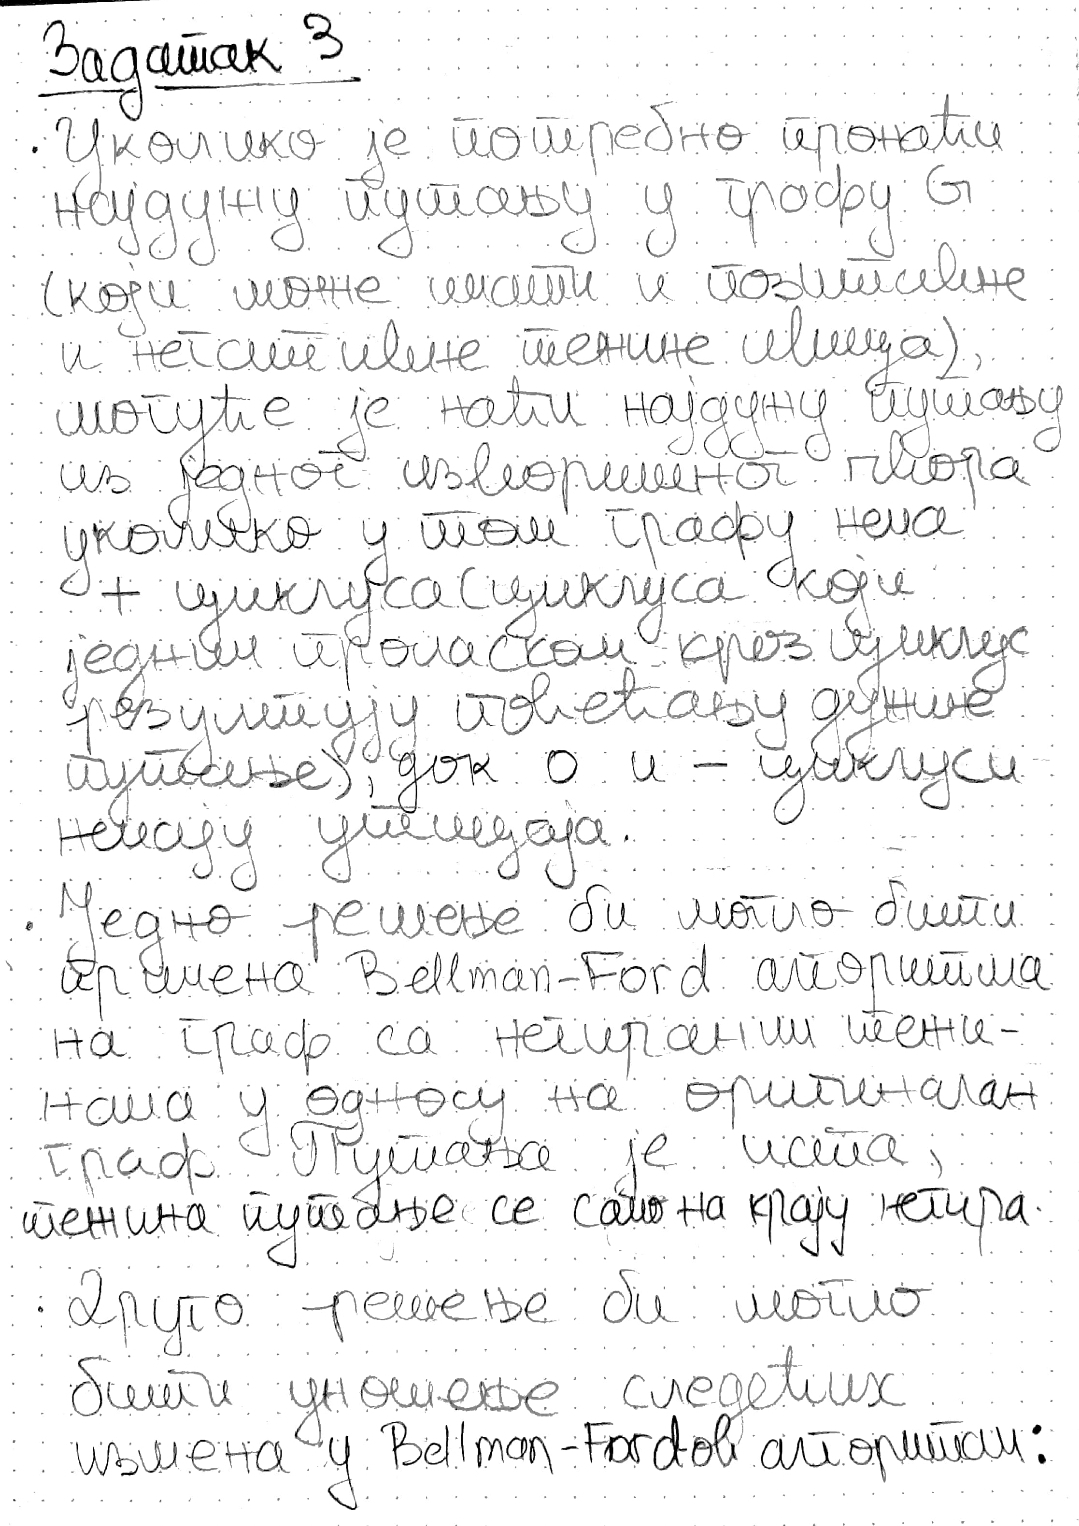 Задатак 3
· Уколико је потребно пронаћи
најдужу путању у графу G
(који може имати и позитивне
и негативне тежине ивица),
могуће је наћи најдужу путању
из једног изворишног чвора
уколико у том графу нема
+ циклуса (циклуса који
једним проласком кроз циклус
резултују повећању дужине
путање), док 0 и - циклуси
немају утицаја.
· Једно решење би могло бити
примена Bellman-Ford алгоритма
на граф са негираним тежи-
нама у односу на оригиналан
граф. Путања је иста,
тежина путање се само на крају негира.
· Друго решење би могло
бити уношење следећих
измена у Bellman-Fordов алгоритам: